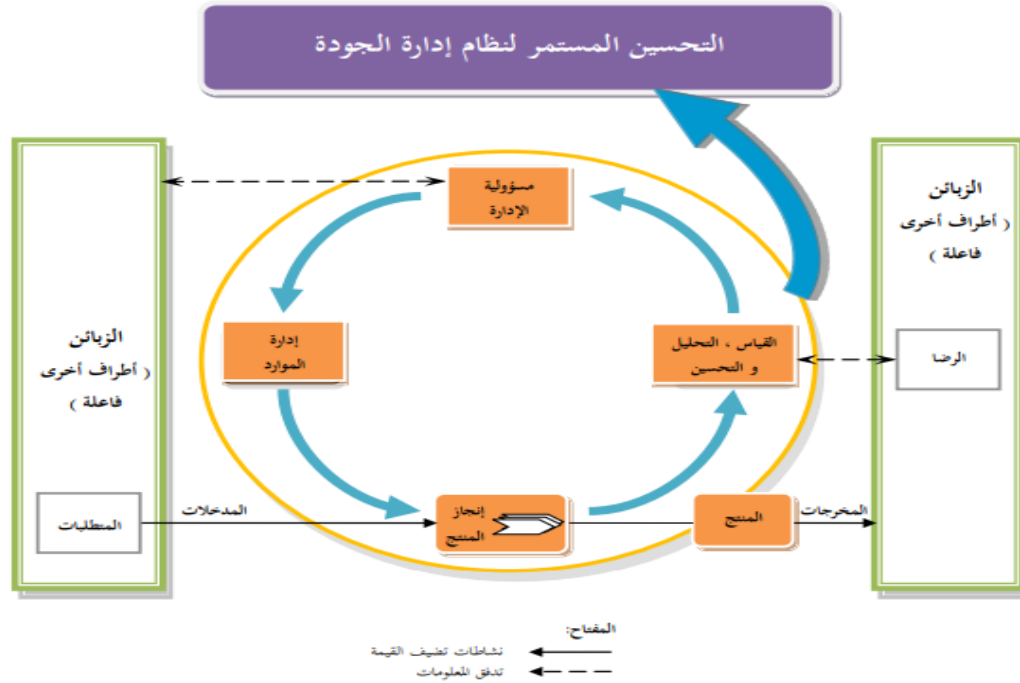 التحسين المستمر لنظام إدارة الجودة
الزبائن
( أطراف أخرى
فاعلة )
الرضا
مسؤولية
الإدارة
القياس ، التحليل
و التحسين
إدارة
الموارد
الزبائن
( أطراف أخرى
فاعلة )
المتطلبات
المدخلات
إنجاز
المنتج
المنتج
المخرجات
المفتاح:
نشاطات تضيف القيمة
تدفق المعلومات